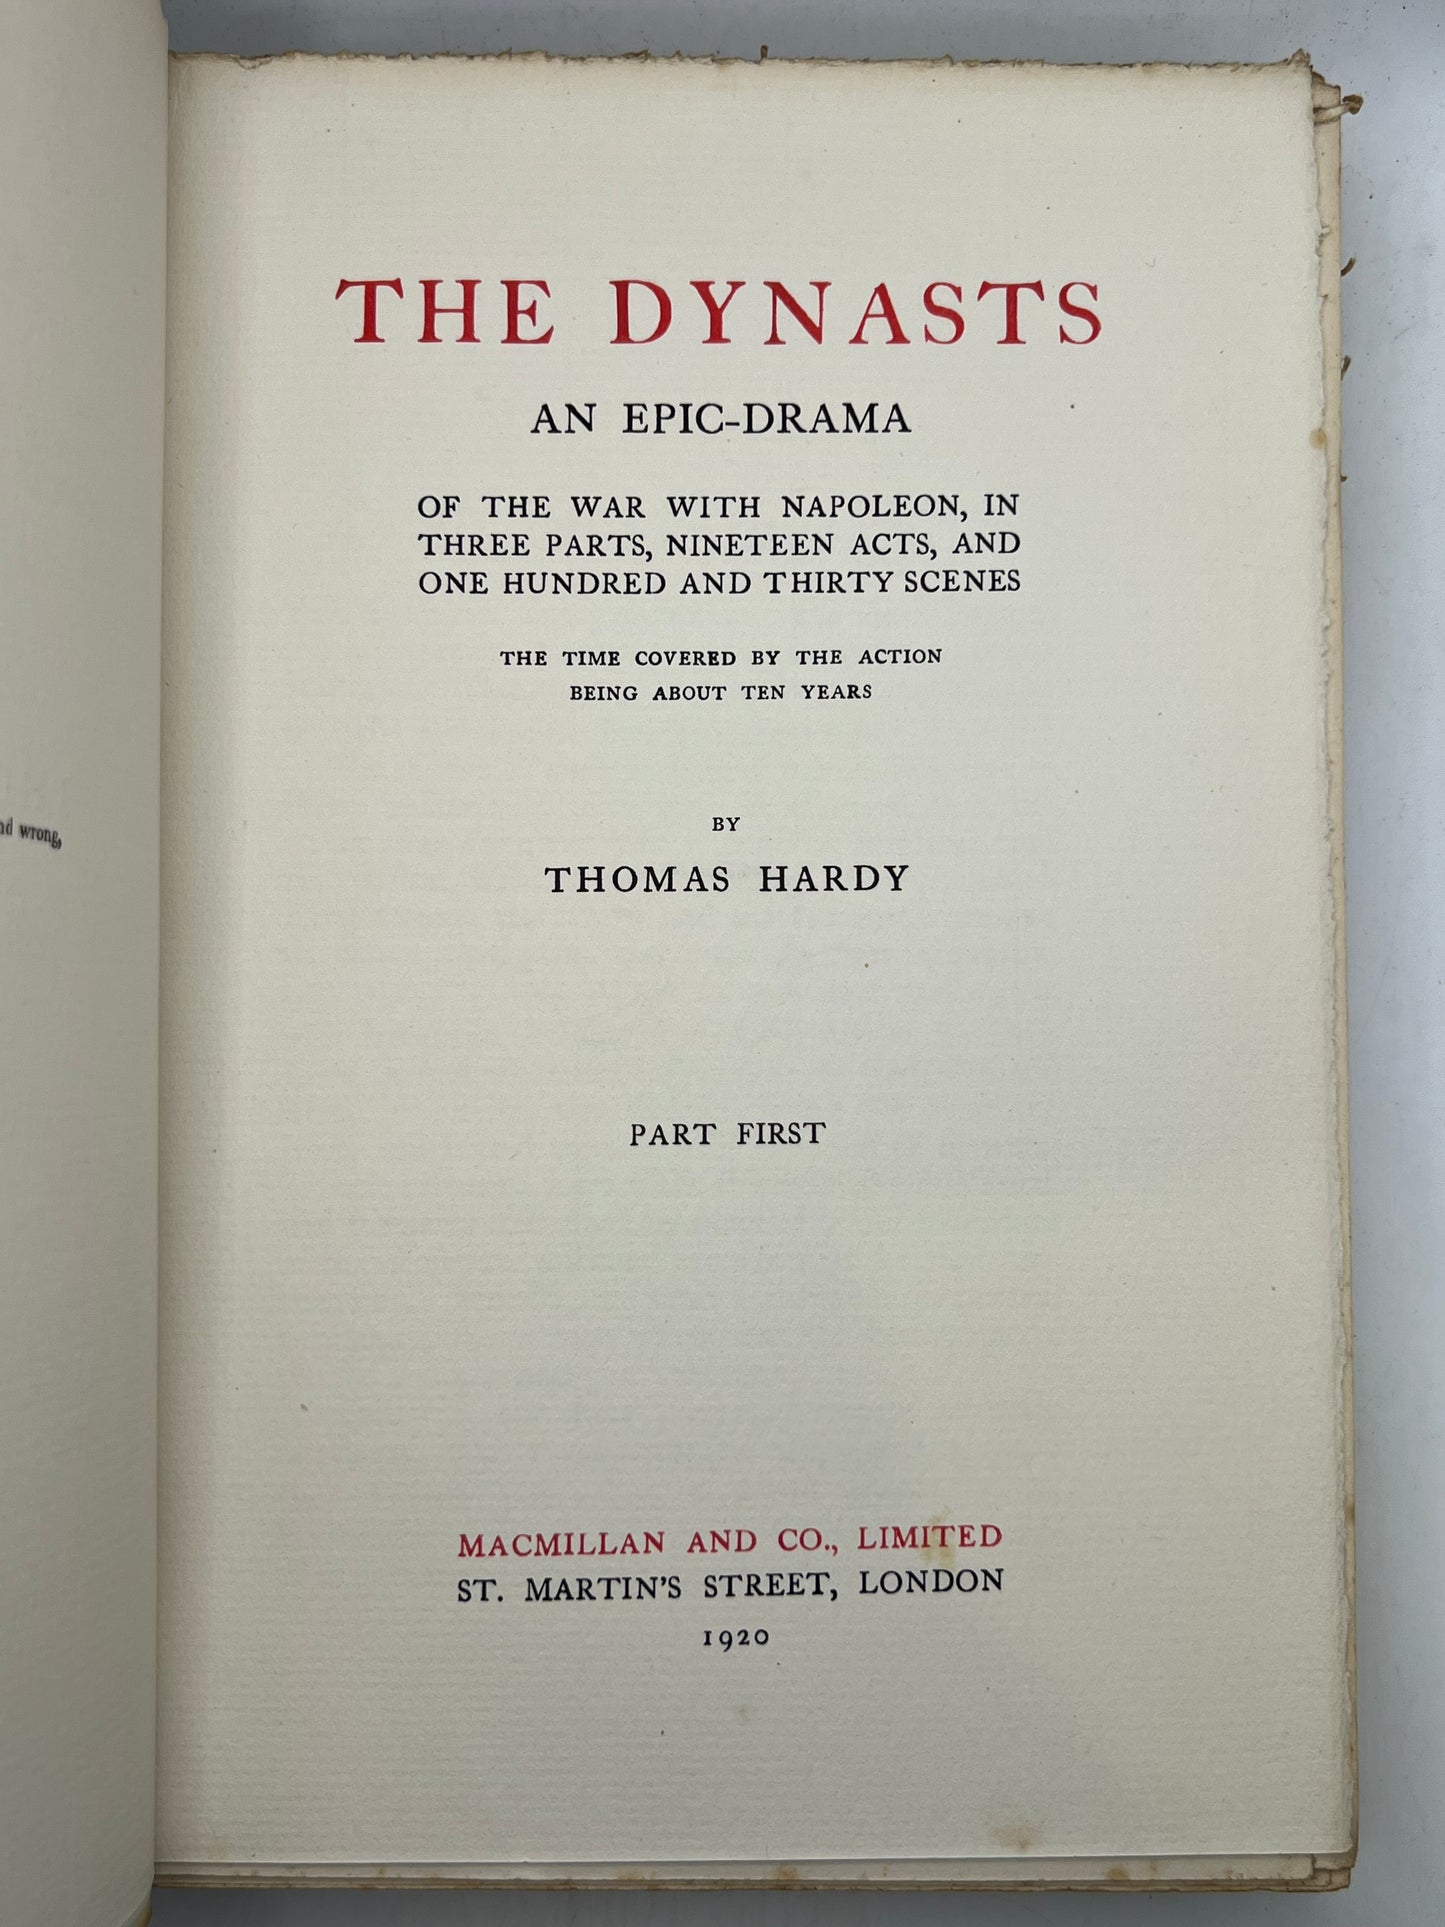 wrong,
THE DYNASTS
AN EPIC-DRAMA
OF THE WAR WITH NAPOLEON, IN
THREE PARTS, NINETEEN ACTS, AND
ONE HUNDRED AND THIRTY SCENES
THE TIME COVERED BY THE ACTION
BEING ABOUT TEN YEARS
BY
THOMAS HARDY
PART FIRST
MACMILLAN AND CO., LIMITED
ST. MARTIN'S STREET, LONDON
1920